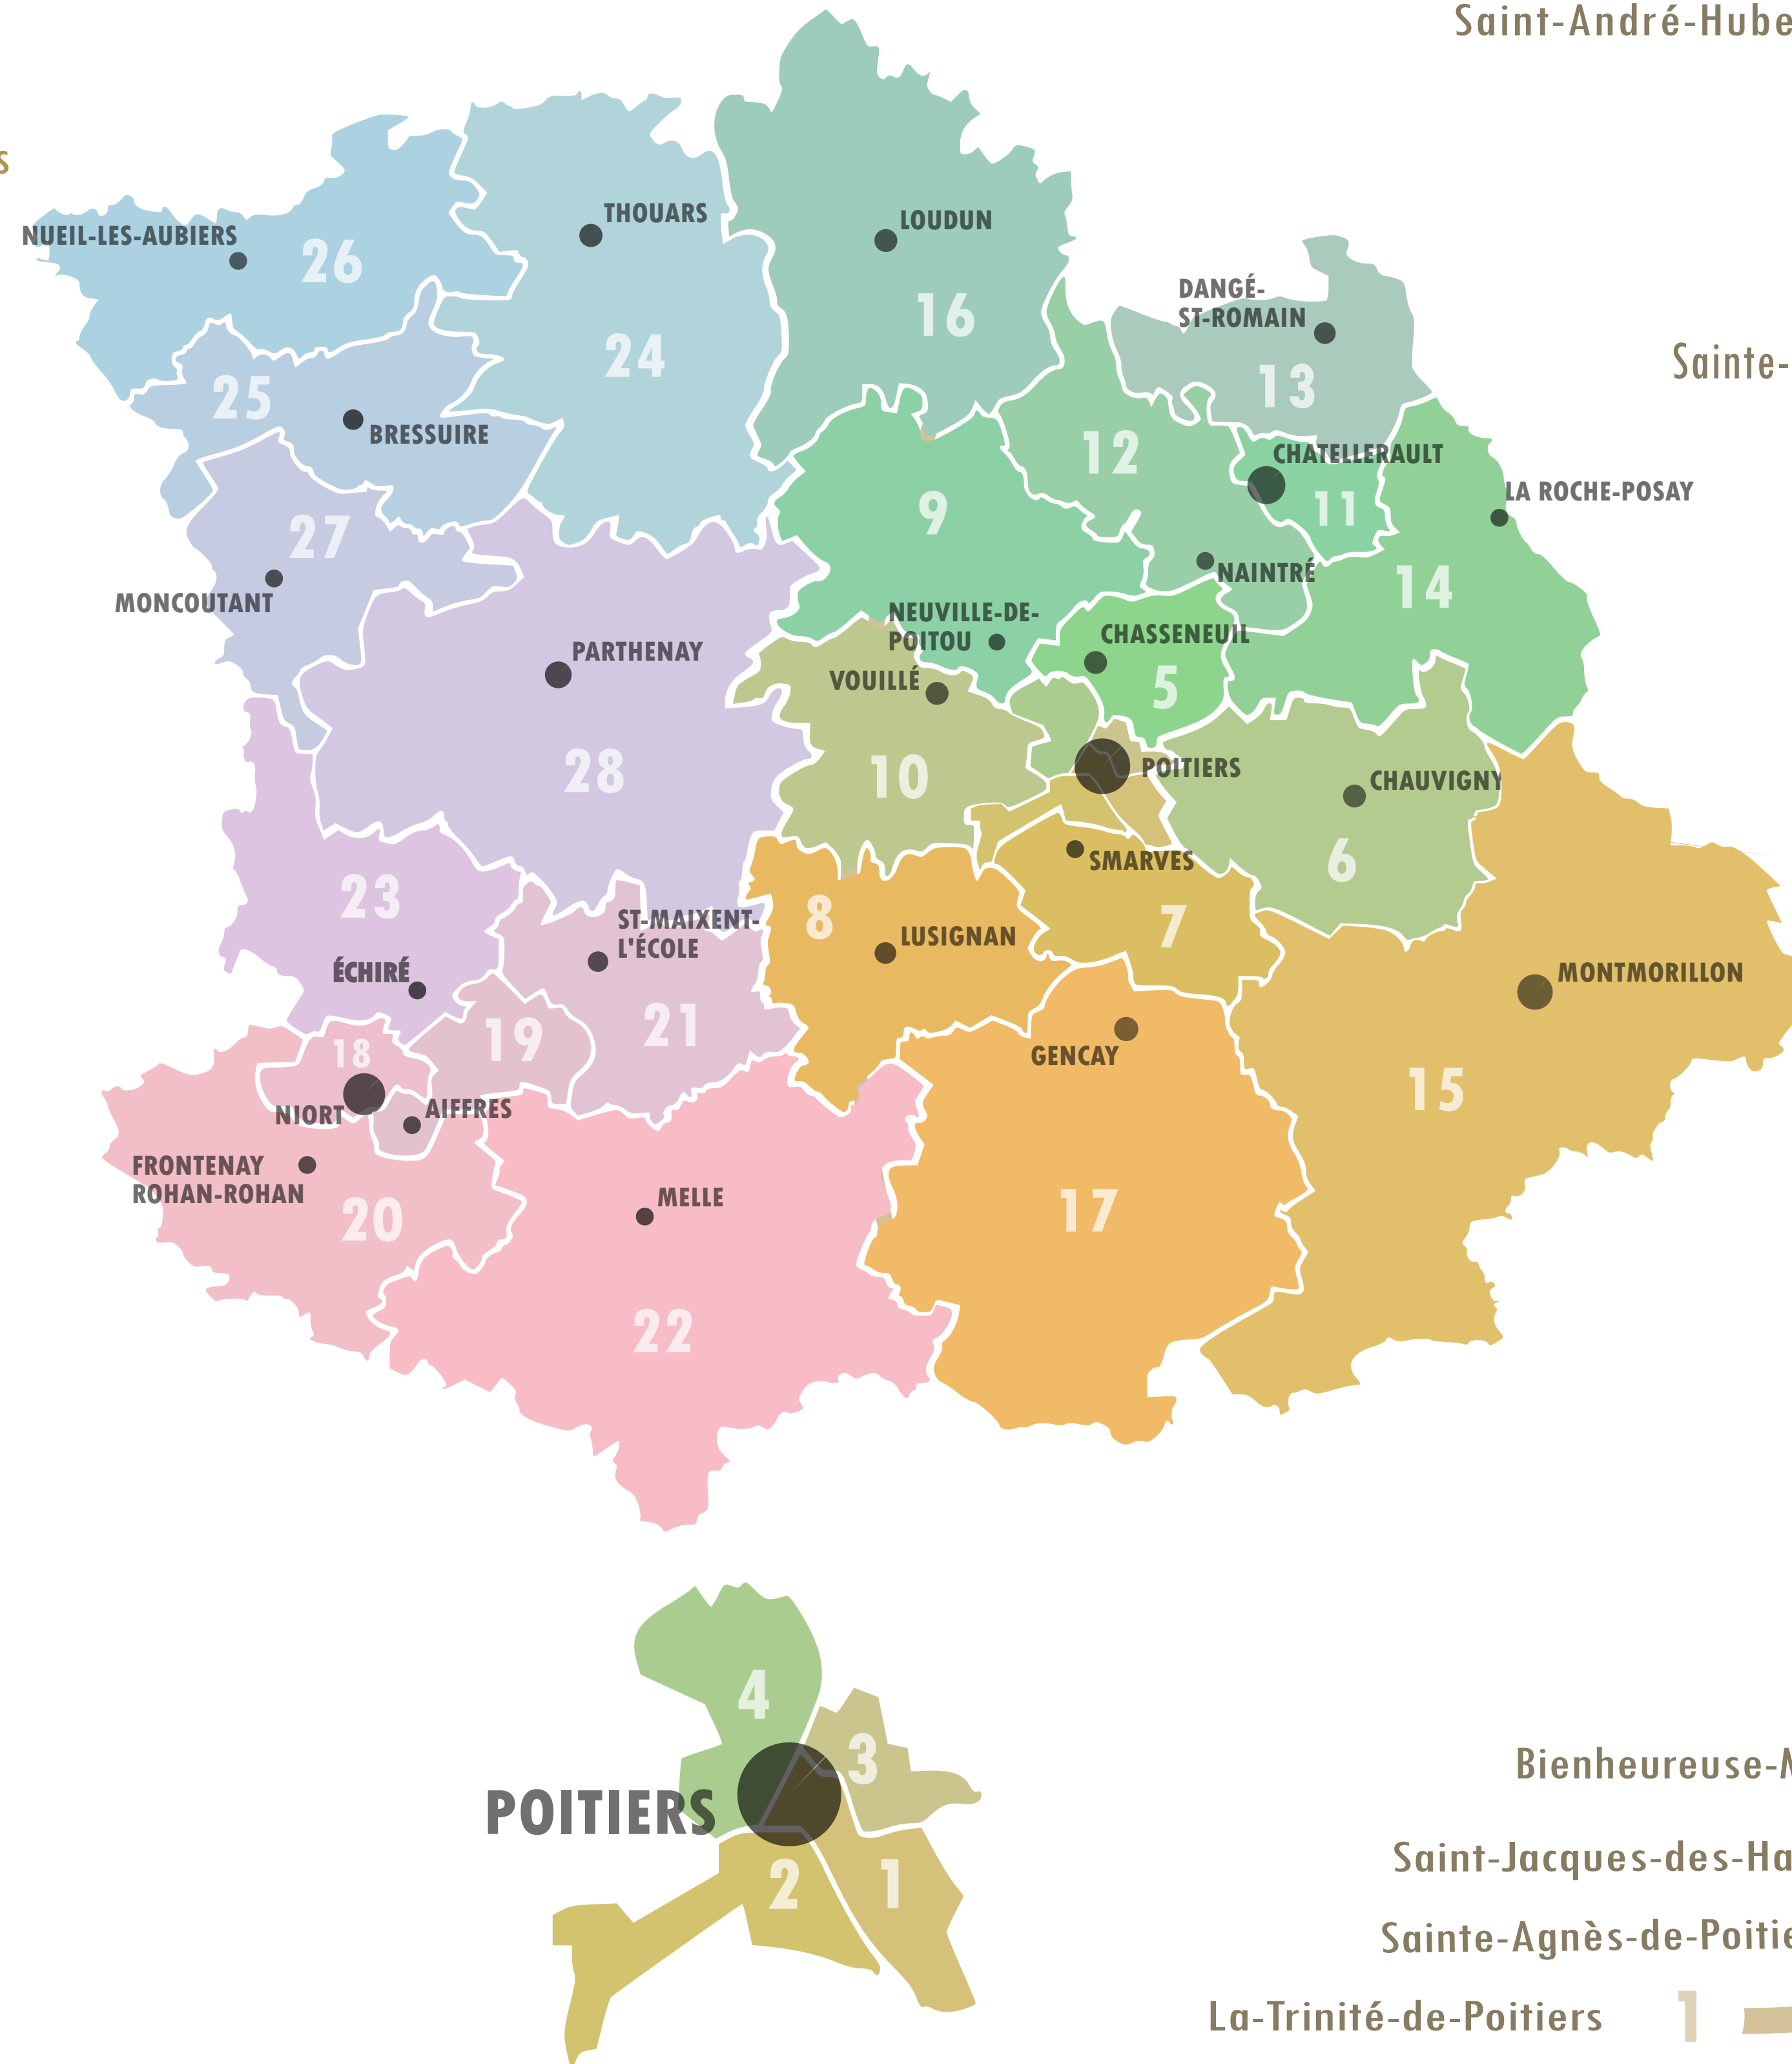 Saint-André-Hube
s
THOUARS
LOUDUN
NUEIL-LES-AUBIERS
26
DANGÉ-
ST-ROMAIN
16
24
Sainte-
13
25
BRESSUIRE
12
CHATELLERAULT
LA ROCHE-POSAY
9
11
27
NAINTRÉ
14
MONCOUTANT
NEUVILLE-DE-
POITOU
CHASSENEUIL
PARTHENAY
VOUILLÉ
5
28
10
POITIERS
CHAUVIGNY
SMARVES
6
23
8
ST-MAIXENT-
L'ÉCOLE
7
LUSIGNAN
ÉCHIRÉ
MONTMORILLON
21
19
18
GENCAY
15
NIORT
AIFFRES
FRONTENAY
ROHAN-ROHAN
MELLE
20
17
22
4
3
Bienheureuse-M
POITIERS
Saint-Jacques-des-Ha
2
1
Sainte-Agnès-de-Poitie
La-Trinité-de-Poitiers 1